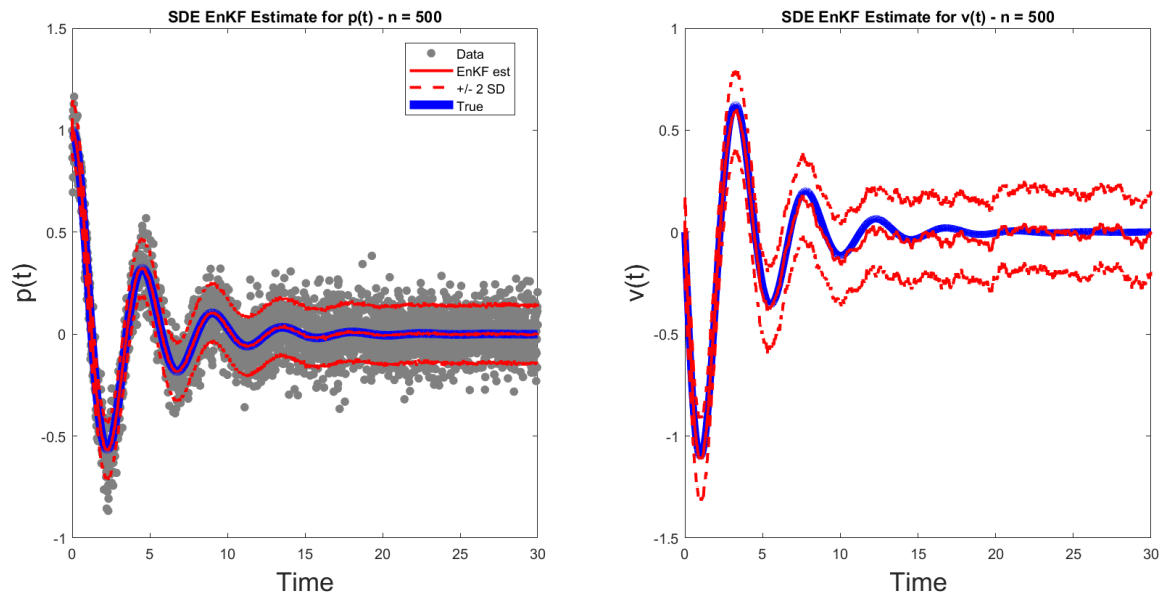 SDE EnKF Estimate for p(t) - n = 500
1.5
1
0.5
0
-0.5
-1
p(t)
Data
EnKF est
+/- 2 SD
True
0 5 10 15 20 25 30
Time
SDE EnKF Estimate for v(t) - n = 500
1
0.5
0
-0.5
-1
-1.5
v(t)
0 5 10 15 20 25 30
Time